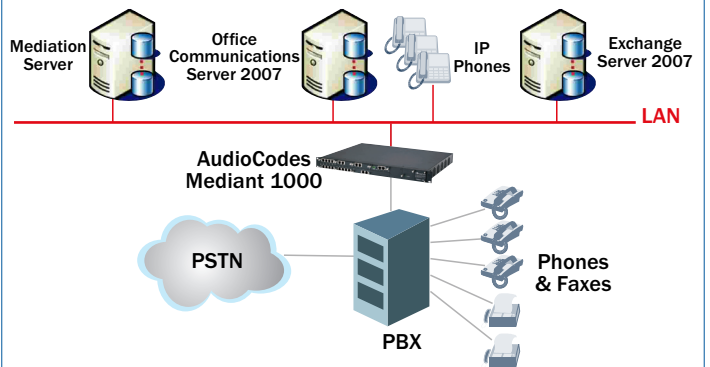 Mediation
Server
Office
Communications
Server 2007
IP
Phones
Exchange
Server 2007
LAN
AudioCodes
Mediant 1000
PSTN
Phones
& Faxes
PBX